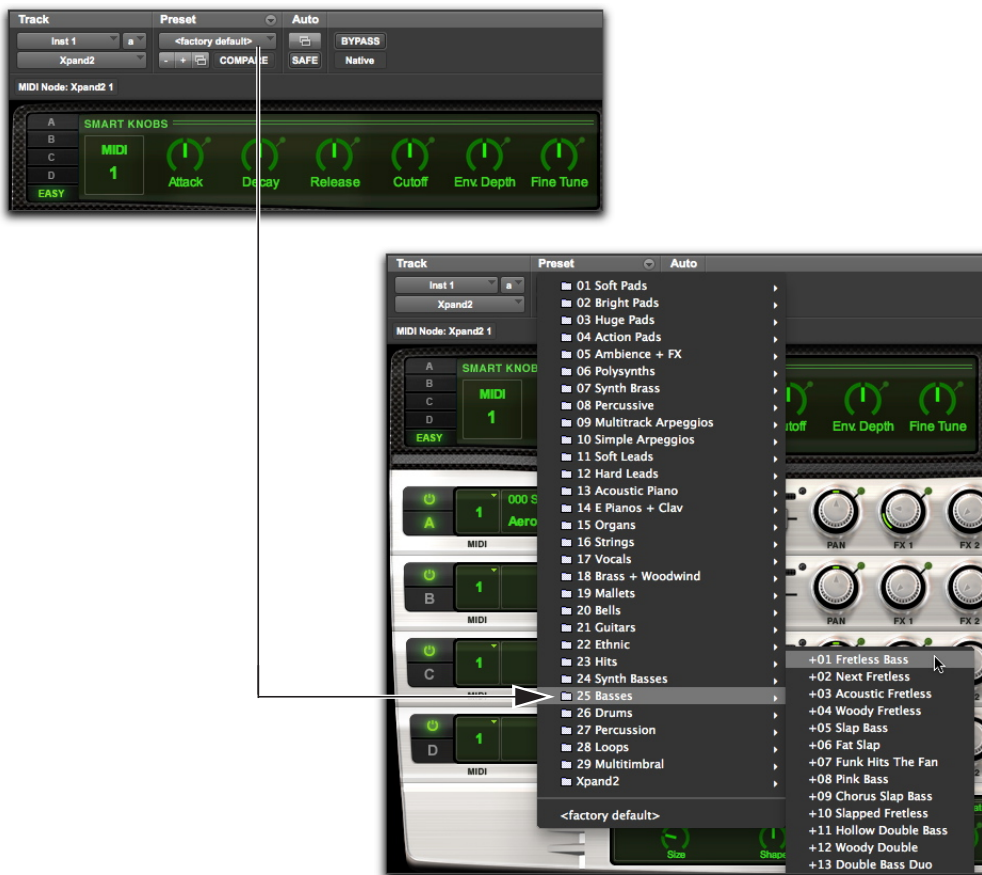 Track Preset Auto
Inst 1 a <factory default> BYPASS
Xpand2 - + COMPARE SAFE Native
MIDI Node: Xpand2 1
A
SMART KNOBS
B
MIDI
C
1
D
EASY
Attack Decay Release Cutoff Env. Depth Fine Tune
Track Preset Auto
Inst 1 a
Xpand2
MIDI Node: Xpand2 1
A
SMART KNOB
B
MIDI
C
1
D
EASY
Env. Depth Fine Tune
01 Soft Pads
02 Bright Pads
03 Huge Pads
04 Action Pads
05 Ambience + FX
06 Polysynths
07 Synth Brass
08 Percussive
09 Multitrack Arpeggios
10 Simple Arpeggios
11 Soft Leads
12 Hard Leads
13 Acoustic Piano
14 E Pianos + Clav
15 Organs
16 Strings
17 Vocals
18 Brass + Woodwind
19 Mallets
20 Bells
21 Guitars
22 Ethnic
23 Hits
24 Synth Basses
25 Basses
26 Drums
27 Percussion
28 Loops
29 Multitimbral
Xpand2
<factory default>
+01 Fretless Bass
+02 Next Fretless
+03 Acoustic Fretless
+04 Woody Fretless
+05 Slap Bass
+06 Fat Slap
+07 Funk Hits The Fan
+08 Pink Bass
+09 Chorus Slap Bass
+10 Slapped Fretless
+11 Hollow Double Bass
+12 Woody Double
+13 Double Bass Duo
A 1 000 S
Aero
MIDI PAN FX 1 FX 2
B 1
MIDI PAN FX 1 FX 2
C 1
D 1
MIDI
Size Shape